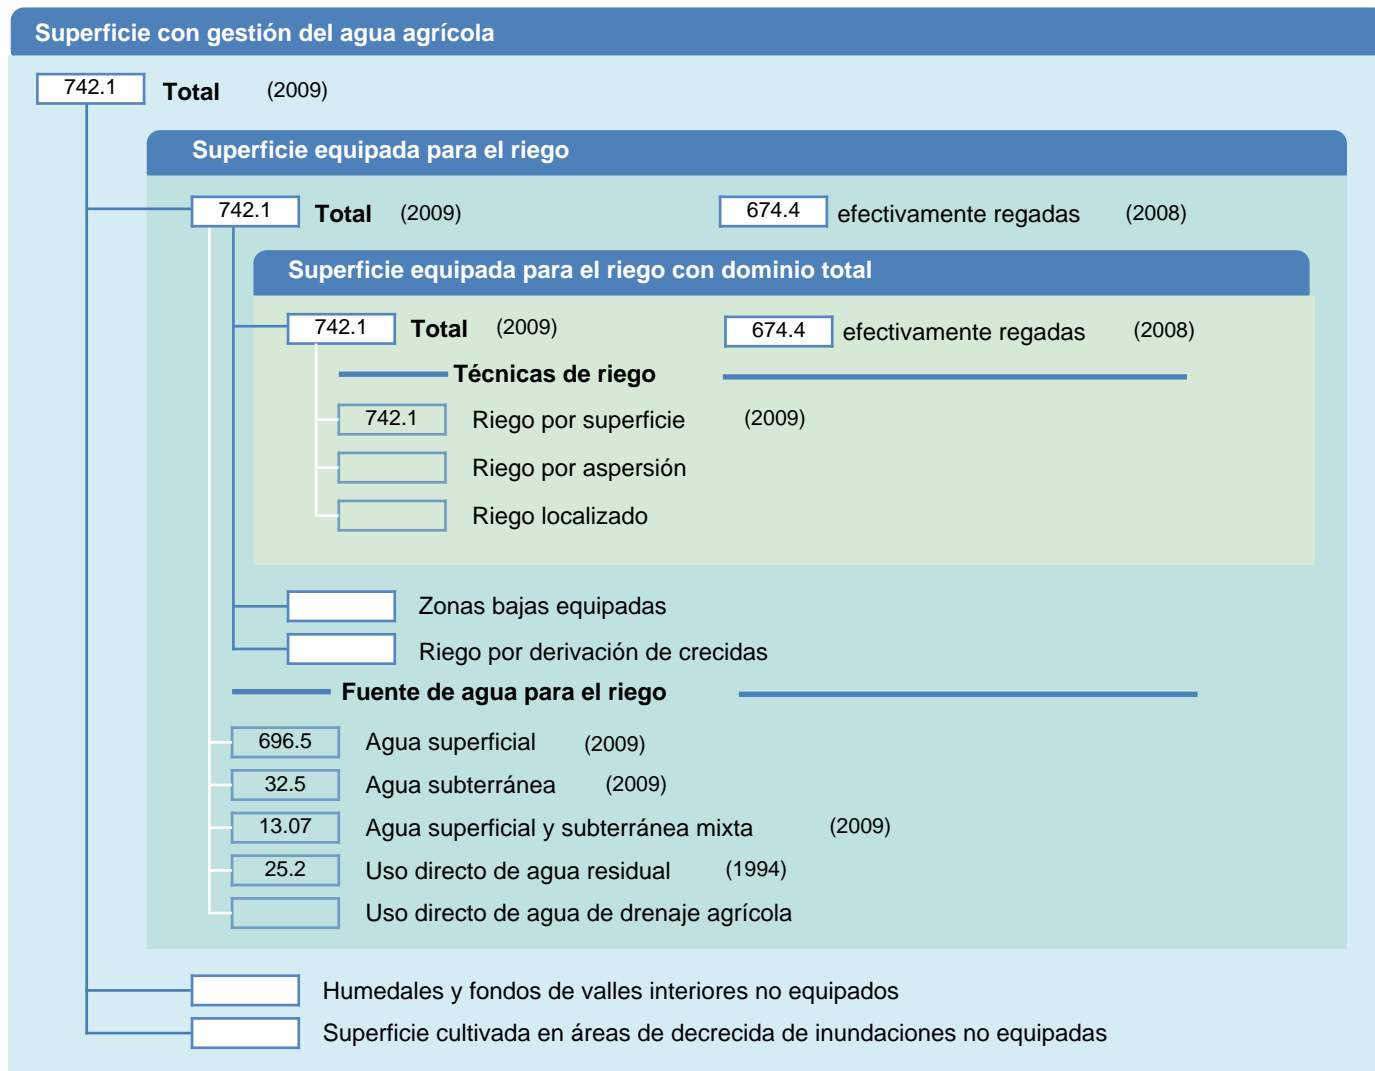 Superficie con gestión del agua agrícola
742.1 Total (2009)
Superficie equipada para el riego
742.1 Total (2009) 674.4 efectivamente regadas (2008)
Superficie equipada para el riego con dominio total
742.1 Total (2009) 674.4 efectivamente regadas (2008)
Técnicas de riego
742.1 Riego por superficie (2009)
Riego por aspersión
Riego localizado
Zonas bajas equipadas
Riego por derivación de crecidas
Fuente de agua para el riego
696.5 Agua superficial (2009)
32.5 Agua subterránea (2009)
13.07 Agua superficial y subterránea mixta (2009)
25.2 Uso directo de agua residual (1994)
Uso directo de agua de drenaje agrícola
Humedales y fondos de valles interiores no equipados
Superficie cultivada en áreas de decrecida de inundaciones no equipadas